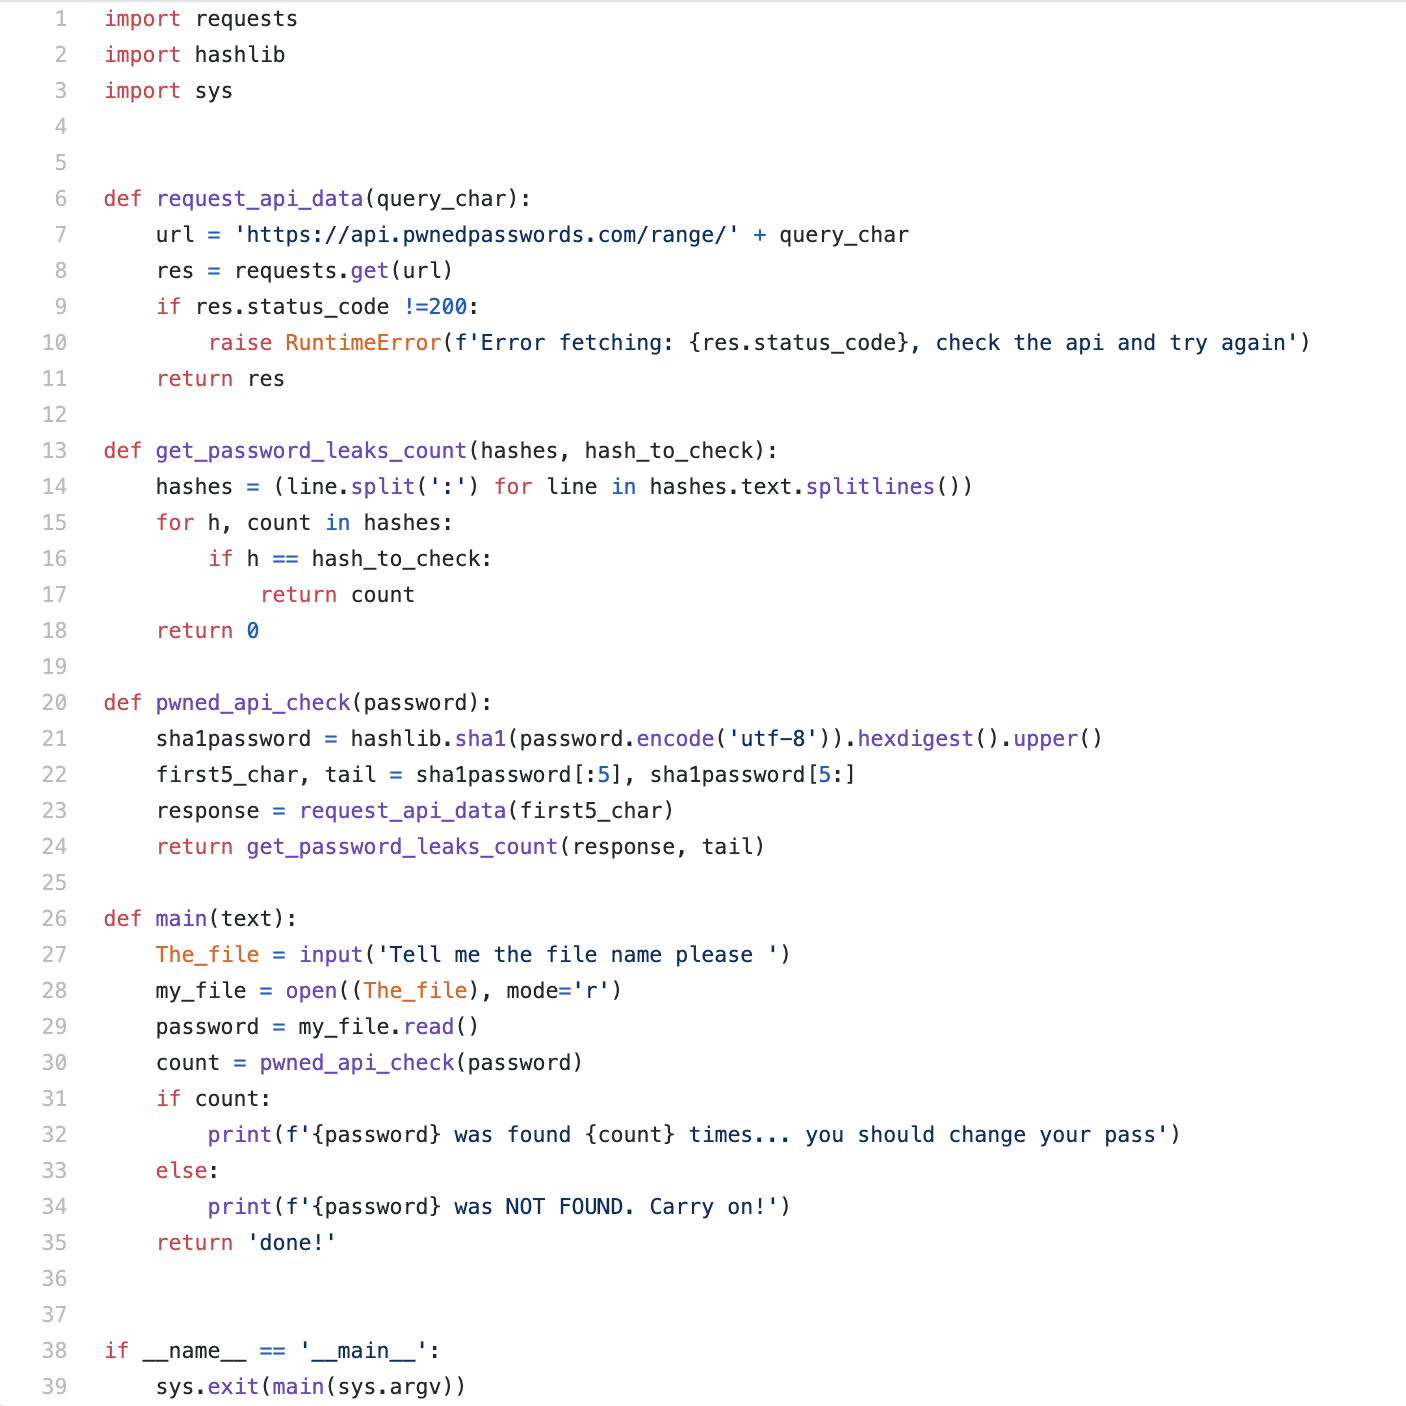 1 import requests
2 import hashlib
3 import sys
4
5
6 def request_api_data(query_char):
7     url = 'https://api.pwnedpasswords.com/range/' + query_char
8     res = requests.get(url)
9     if res.status_code !=200:
10         raise RuntimeError(f'Error fetching: {res.status_code}, check the api and try again')
11     return res
12
13 def get_password_leaks_count(hashes, hash_to_check):
14     hashes = (line.split(':') for line in hashes.text.splitlines())
15     for h, count in hashes:
16         if h == hash_to_check:
17             return count
18     return 0
19
20 def pwned_api_check(password):
21     sha1password = hashlib.sha1(password.encode('utf-8')).hexdigest().upper()
22     first5_char, tail = sha1password[:5], sha1password[5:]
23     response = request_api_data(first5_char)
24     return get_password_leaks_count(response, tail)
25
26 def main(text):
27     The_file = input('Tell me the file name please ')
28     my_file = open((The_file), mode='r')
29     password = my_file.read()
30     count = pwned_api_check(password)
31     if count:
32         print(f'{password} was found {count} times... you should change your pass')
33     else:
34         print(f'{password} was NOT FOUND. Carry on!')
35     return 'done!'
36
37
38 if __name__ == '__main__':
39     sys.exit(main(sys.argv))